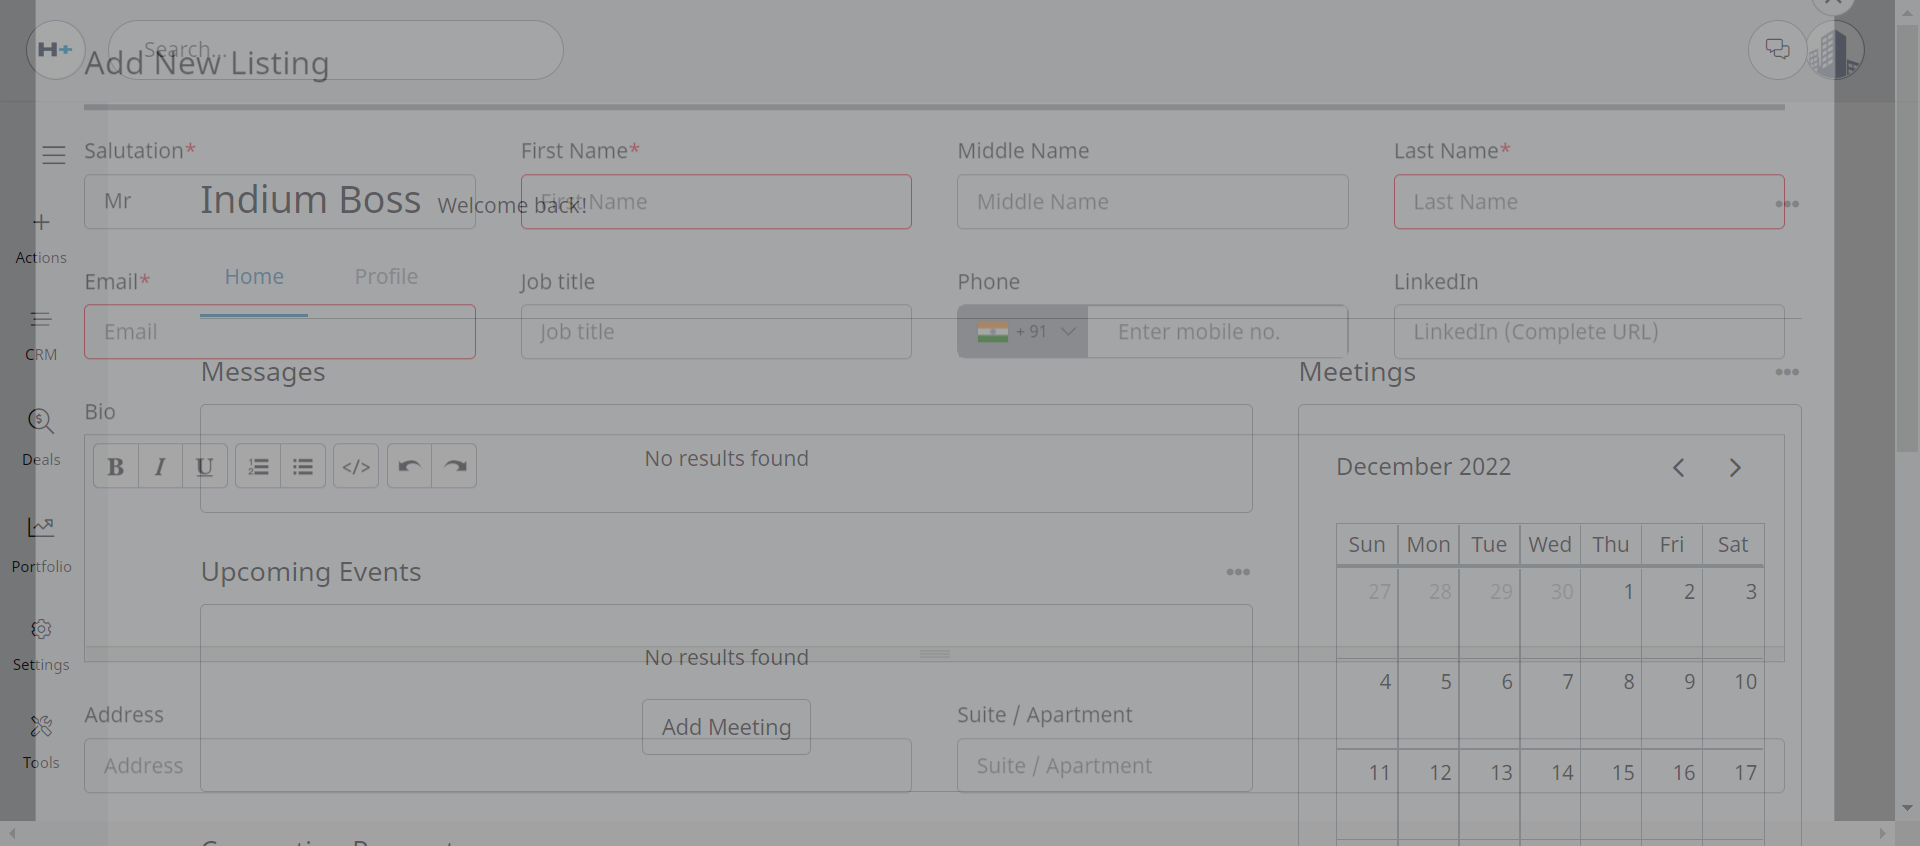 H+
Search...
Add New Listing
Salutation*
First Name*
Middle Name
Last Name*
Mr
Indium Boss
Welcome back!
First Name
Middle Name
Last Name
Actions
Email*
Home
Profile
Job title
Phone
LinkedIn
Email
Job title
+ 91
Enter mobile no.
LinkedIn (Complete URL)
CRM
Messages
Meetings
Bio
B I U </>
No results found
December 2022
Deals
Sun Mon Tue Wed Thu Fri Sat
Portfolio
Upcoming Events
27 28 29 30 1 2 3
No results found
Settings
4 5 6 7 8 9 10
Address
Suite / Apartment
Add Meeting
Tools
Address
Suite / Apartment
11 12 13 14 15 16 17